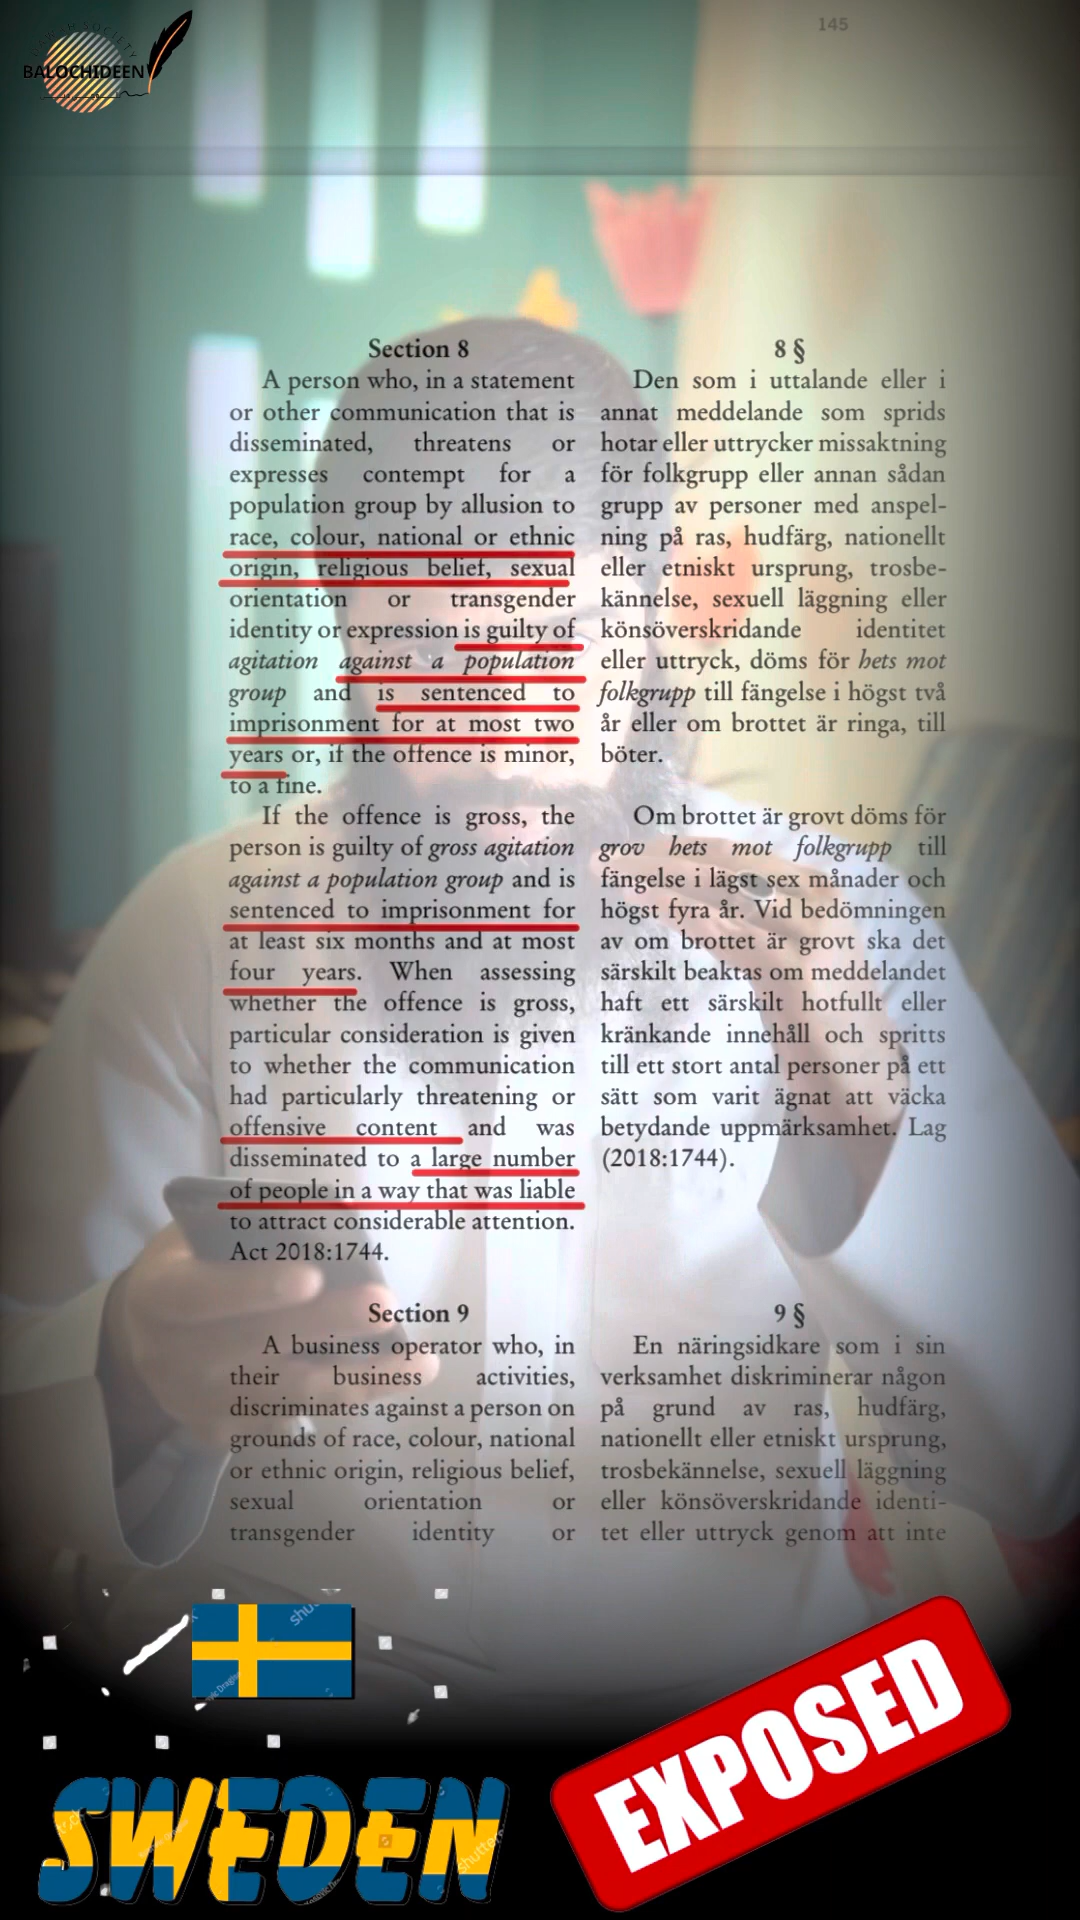 145
BALOCHIDEEN
Section 8
A person who, in a statement
or other communication that is
disseminated, threatens or
expresses contempt for a
population group by allusion to
race, colour, national or ethnic
origin, religious belief, sexual
orientation or transgender
identity or expression is guilty of
agitation against a population
group and is sentenced to
imprisonment for at most two
years or, if the offence is minor,
to a fine.
If the offence is gross, the
person is guilty of gross agitation
against a population group and is
sentenced to imprisonment for
at least six months and at most
four years. When assessing
whether the offence is gross,
particular consideration is given
to whether the communication
had particularly threatening or
offensive content and was
disseminated to a large number
of people in a way that was liable
to attract considerable attention.
Act 2018:1744.
Section 9
A business operator who, in
their business activities,
discriminates against a person on
grounds of race, colour, national
or ethnic origin, religious belief,
sexual orientation or
transgender identity or
8 §
Den som i uttalande eller i
annat meddelande som sprids
hotar eller uttrycker missaktning
för folkgrupp eller annan sådan
grupp av personer med anspel-
ning på ras, hudfärg, nationellt
eller etniskt ursprung, trosbe-
kännelse, sexuell läggning eller
könsöverskridande identitet
eller uttryck, döms för hets mot
folkgrupp till fängelse i högst två
år eller om brottet är ringa, till
böter.
Om brottet är grovt döms för
grov hets mot folkgrupp till
fängelse i lägst sex månader och
högst fyra år. Vid bedömningen
av om brottet är grovt ska det
särskilt beaktas om meddelandet
haft ett särskilt hotfullt eller
kränkande innehåll och spritts
till ett stort antal personer på ett
sätt som varit ägnat att väcka
betydande uppmärksamhet. Lag
(2018:1744).
9 §
En näringsidkare som i sin
verksamhet diskriminerar någon
på grund av ras, hudfärg,
nationellt eller etniskt ursprung,
trosbekännelse, sexuell läggning
eller könsöverskridande identi-
tet eller uttryck genom att inte
SWEDEN
EXPOSED